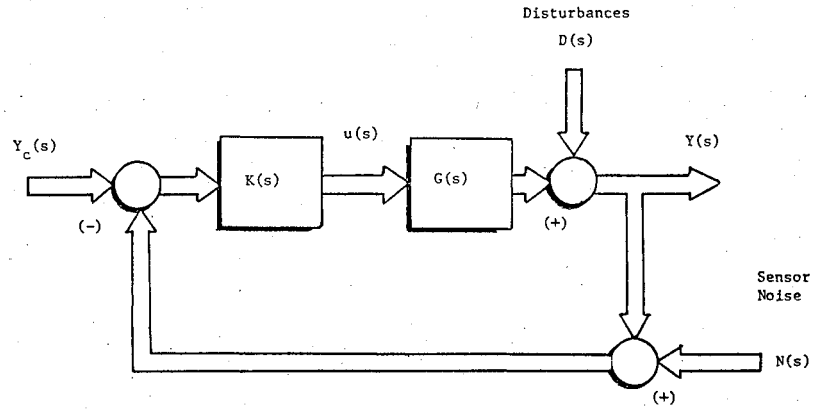 Disturbances
D(s)
Y_c(s)
u(s)
Y(s)
K(s)
G(s)
(-)
(+)
Sensor
Noise
N(s)
(+)